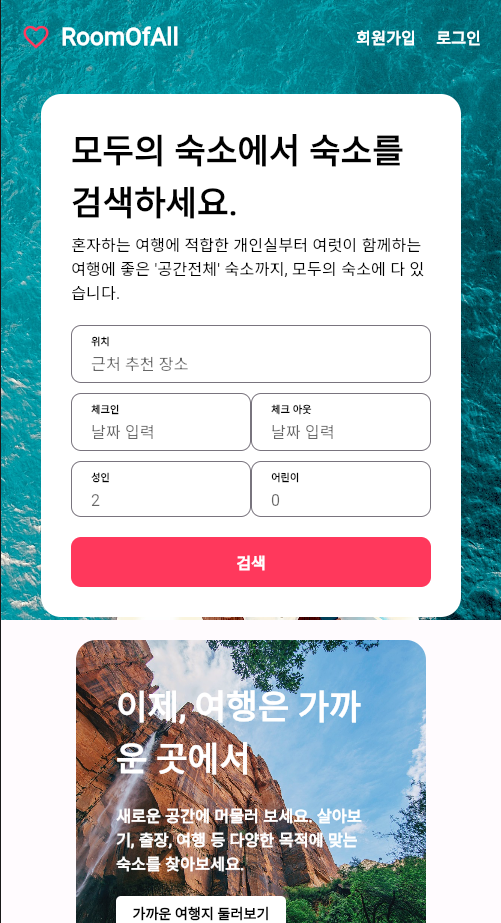 RoomOfAll
회원가입 로그인
모두의 숙소에서 숙소를
검색하세요.
혼자하는 여행에 적합한 개인실부터 여럿이 함께하는
여행에 좋은 '공간전체' 숙소까지, 모두의 숙소에 다 있
습니다.
위치
근처 추천 장소
체크인
날짜 입력
체크 아웃
날짜 입력
성인
2
어린이
0
검색
이제, 여행은 가까
운 곳에서
새로운 공간에 머물러 보세요. 살아보
기, 출장, 여행 등 다양한 목적에 맞는
숙소를 찾아보세요.
가까운 여행지 둘러보기